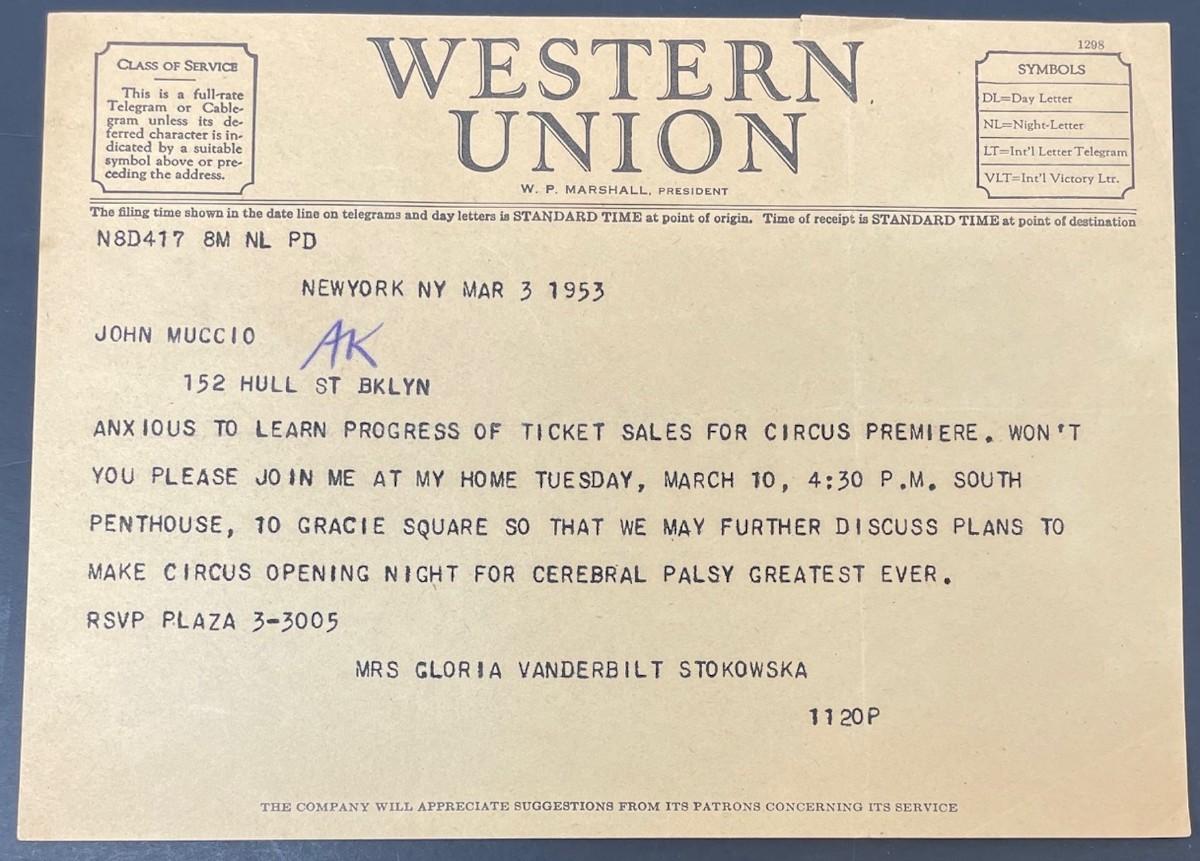 CLASS OF SERVICE
This is a full-rate
Telegram or Cable-
gram unless its de-
ferred character is in-
dicated by a suitable
symbol above or pre-
ceding the address.
WESTERN
UNION
W. P. MARSHALL, PRESIDENT
1298
SYMBOLS
DL=Day Letter
NL=Night-Letter
LT=Int'l Letter Telegram
VLT=Int'l Victory Ltr.
The filing time shown in the date line on telegrams and day letters is STANDARD TIME at point of origin. Time of receipt is STANDARD TIME at point of destination
N8D417 8M NL PD
NEWYORK NY MAR 3 1953
JOHN MUCCIO
AK
152 HULL ST BKLYN
ANXIOUS TO LEARN PROGRESS OF TICKET SALES FOR CIRCUS PREMIERE. WON'T
YOU PLEASE JOIN ME AT MY HOME TUESDAY, MARCH 10, 4:30 P.M. SOUTH
PENTHOUSE, 10 GRACIE SQUARE SO THAT WE MAY FURTHER DISCUSS PLANS TO
MAKE CIRCUS OPENING NIGHT FOR CEREBRAL PALSY GREATEST EVER.
RSVP PLAZA 3-3005
MRS GLORIA VANDERBILT STOKOWSKA
1120P
THE COMPANY WILL APPRECIATE SUGGESTIONS FROM ITS PATRONS CONCERNING ITS SERVICE